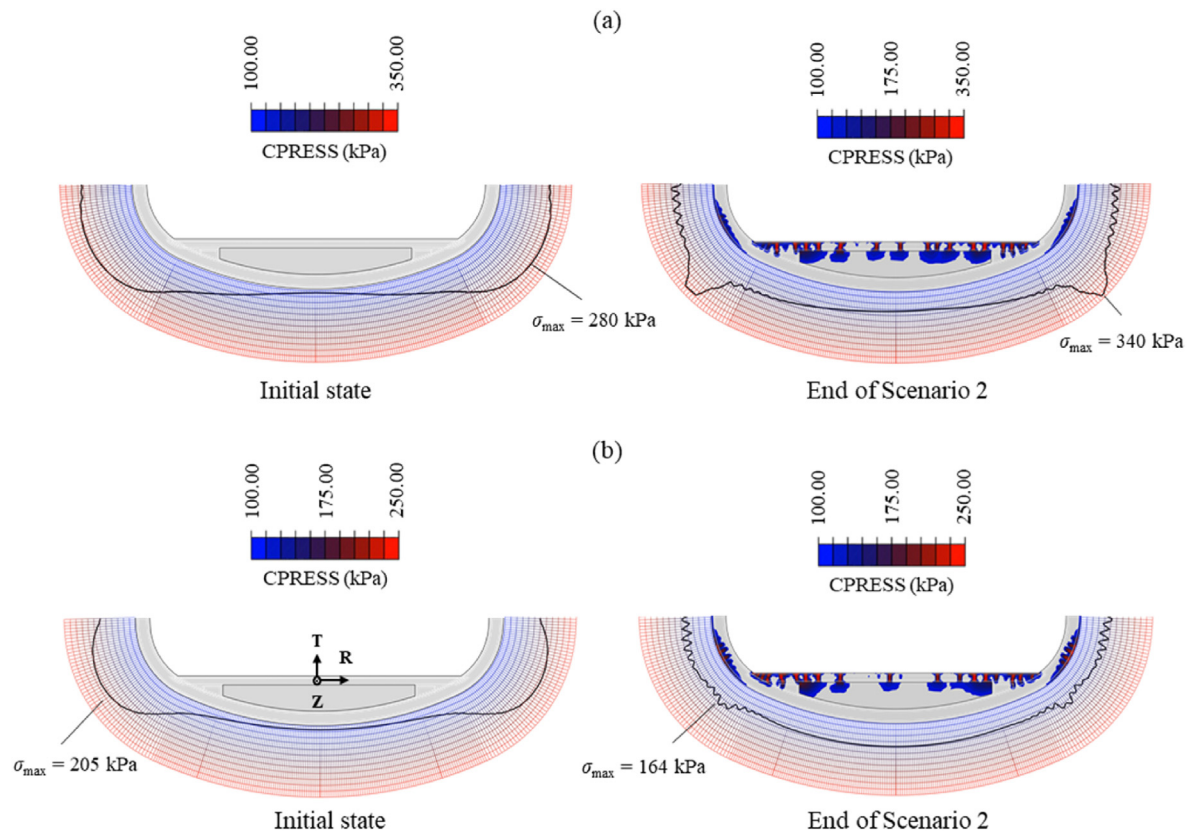 (a)
100.00 350.00
CPRESS (kPa)
100.00 175.00 350.00
CPRESS (kPa)
σmax = 280 kPa
σmax = 340 kPa
Initial state
End of Scenario 2
(b)
100.00 175.00 250.00
CPRESS (kPa)
100.00 175.00 250.00
CPRESS (kPa)
T
R
Z
σmax = 205 kPa
σmax = 164 kPa
Initial state
End of Scenario 2